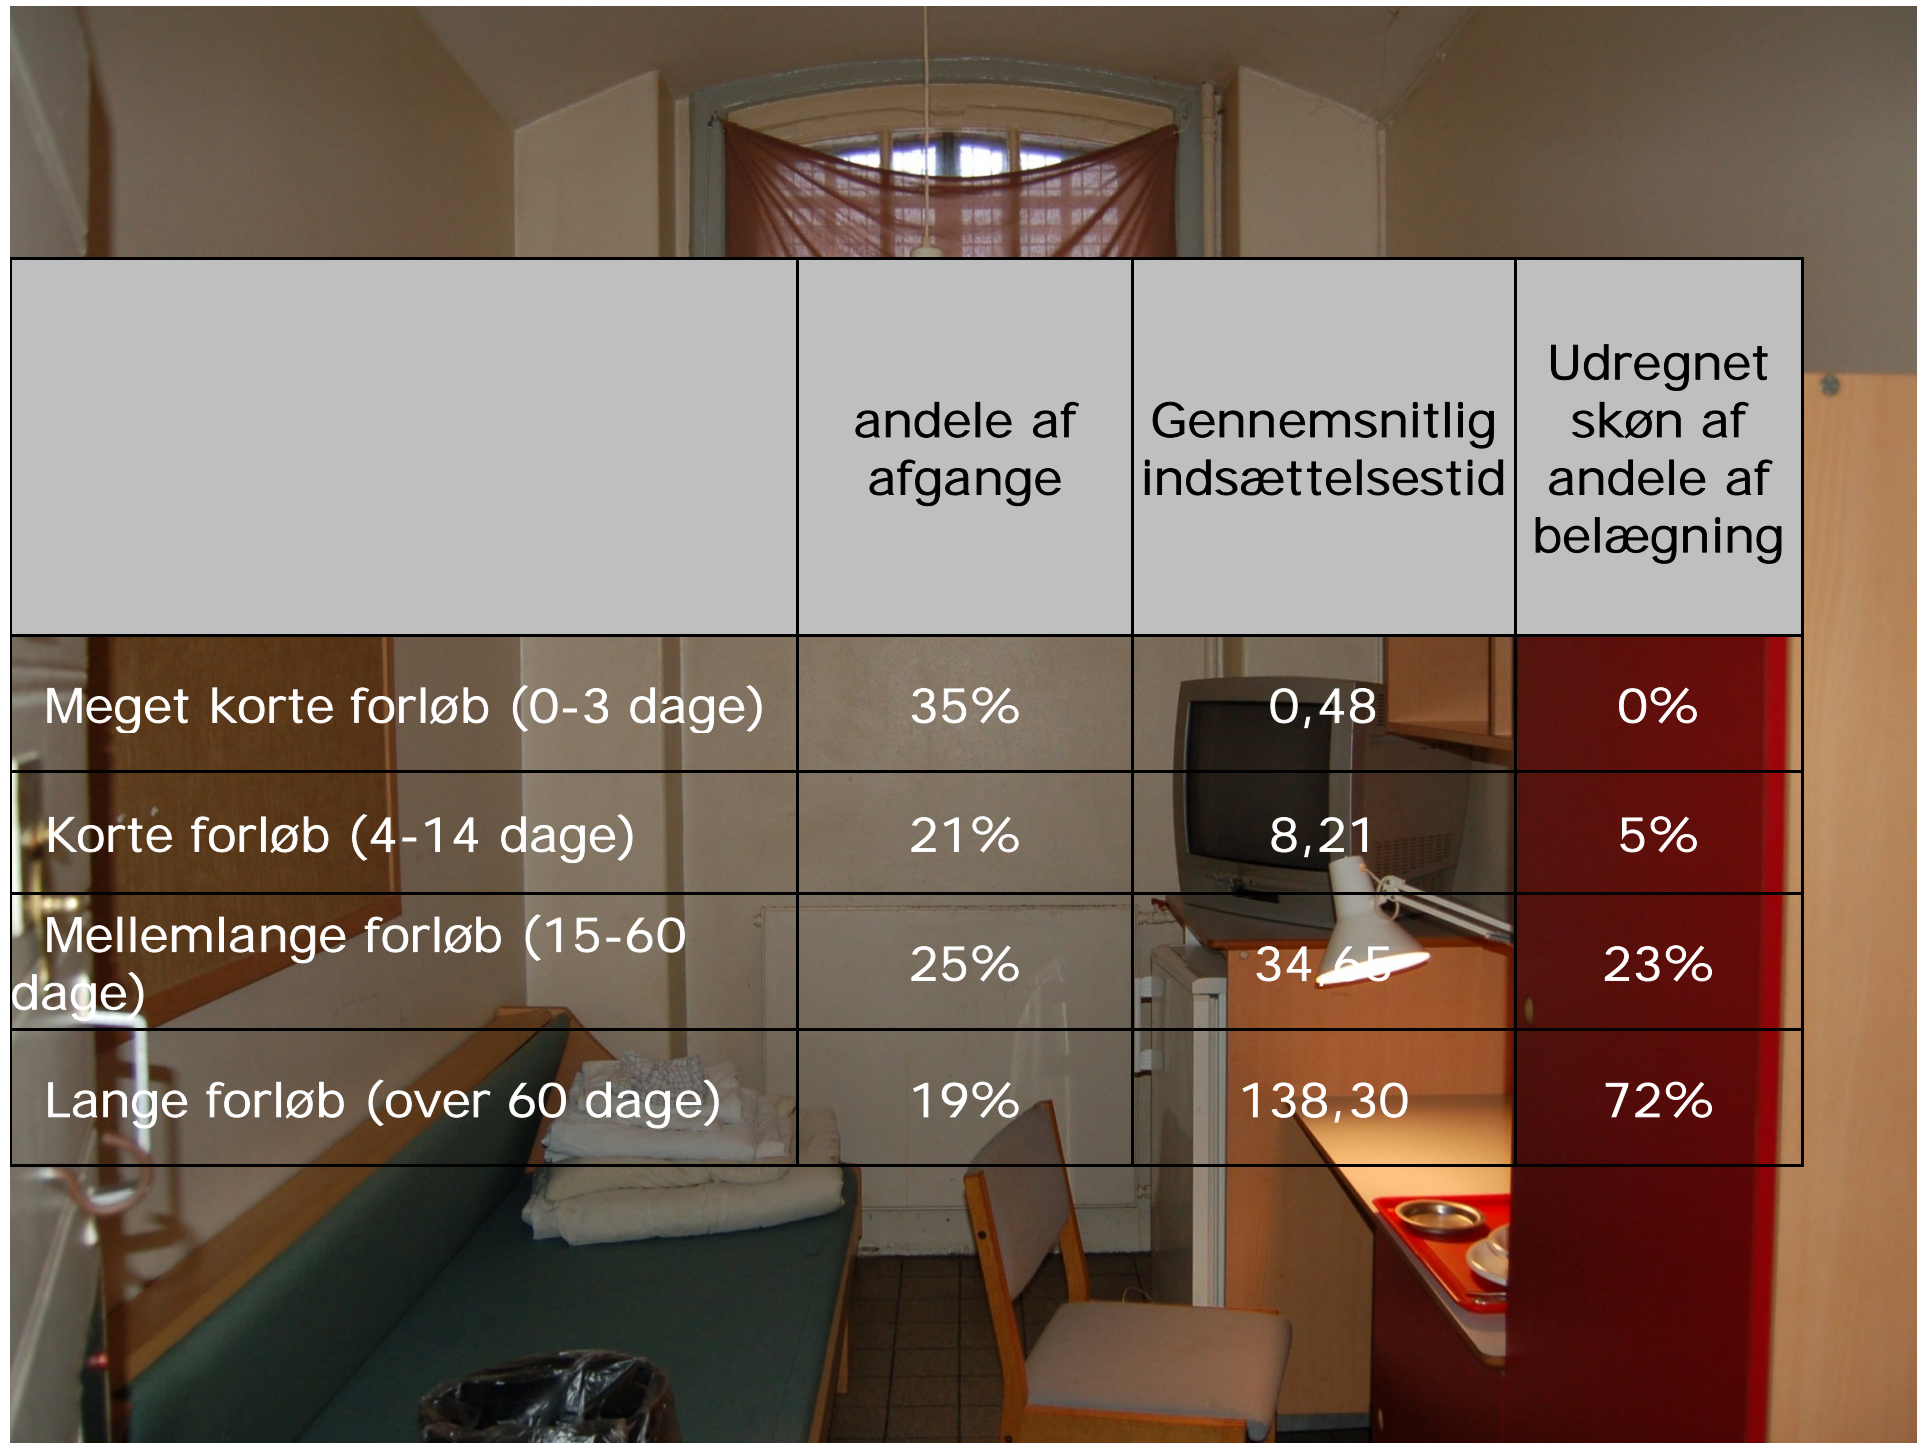 andele af
afgange
Gennemsnitlig
indsættelsestid
Udregnet
skøn af
andele af
belægning
Meget korte forløb (0-3 dage)
35%
0,48
0%
Korte forløb (4-14 dage)
21%
8,21
5%
Mellemlange forløb (15-60
dage)
25%
34,65
23%
Lange forløb (over 60 dage)
19%
138,30
72%